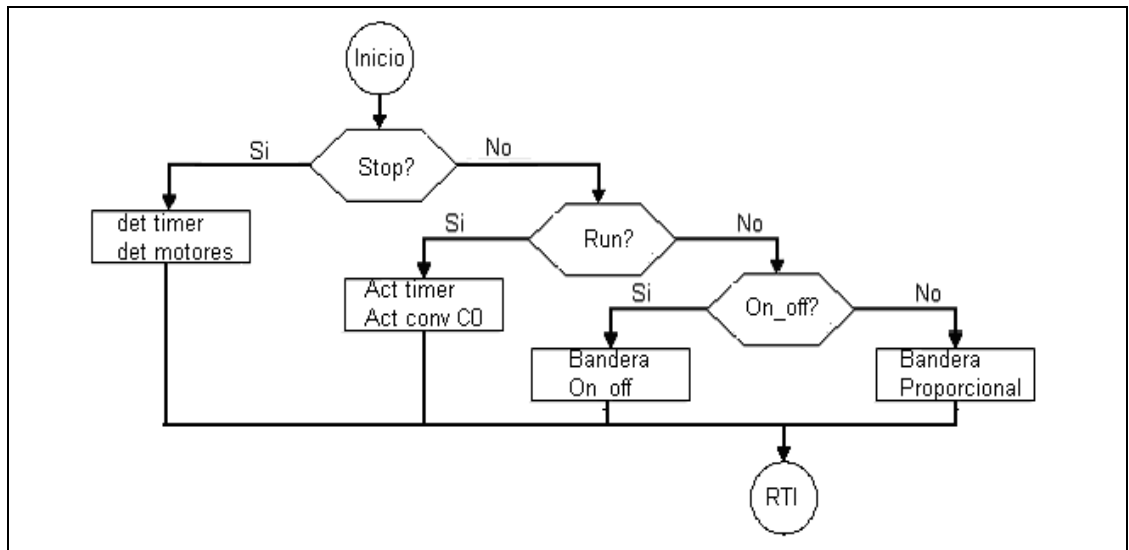 Inicio
Si
No
Stop?
det timer
det motores
Si
No
Run?
Act timer
Act conv C0
Si
No
On_off?
Bandera
On_off
Bandera
Proporcional
RTI